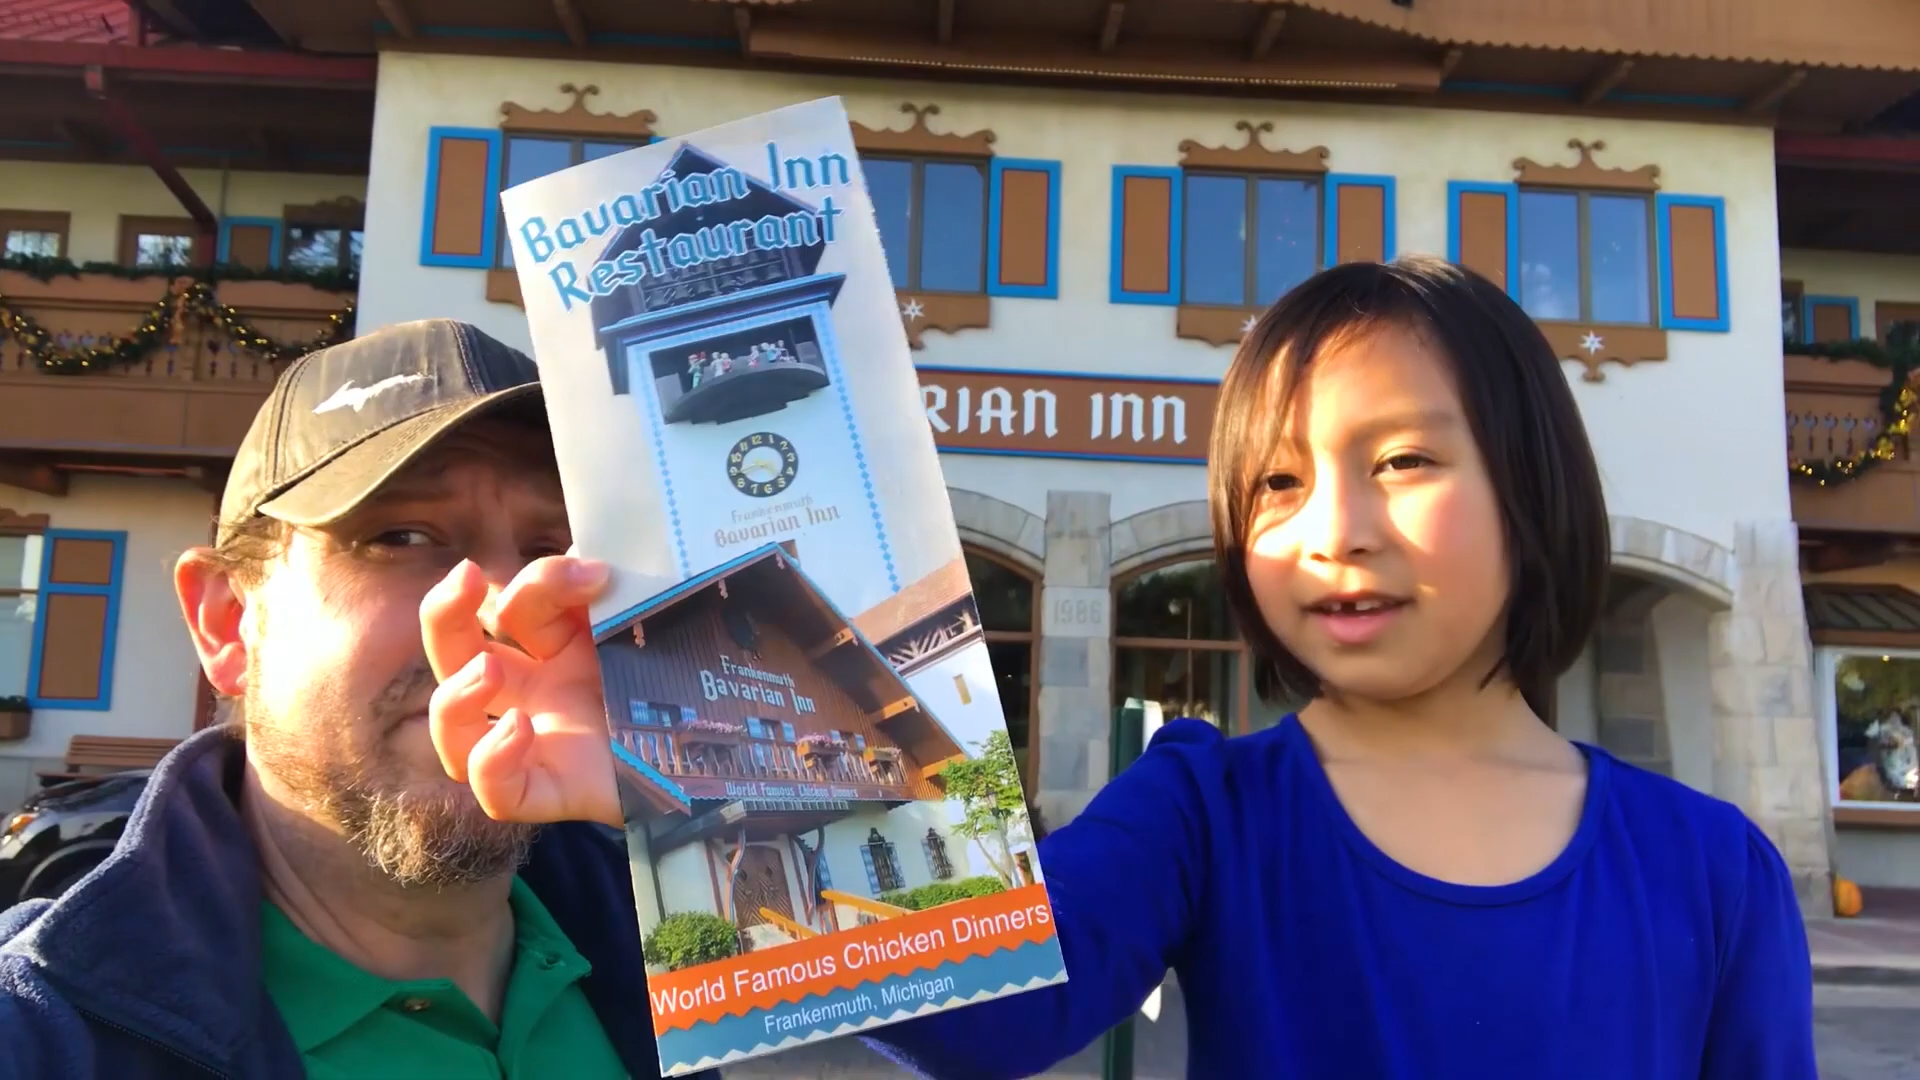 Bavarian Inn
Restaurant
Frankenmuth
Bavarian Inn
Frankenmuth
Bavarian Inn
World Famous Chicken Dinners
World Famous Chicken Dinners
Frankenmuth, Michigan
RIAN INN
1986